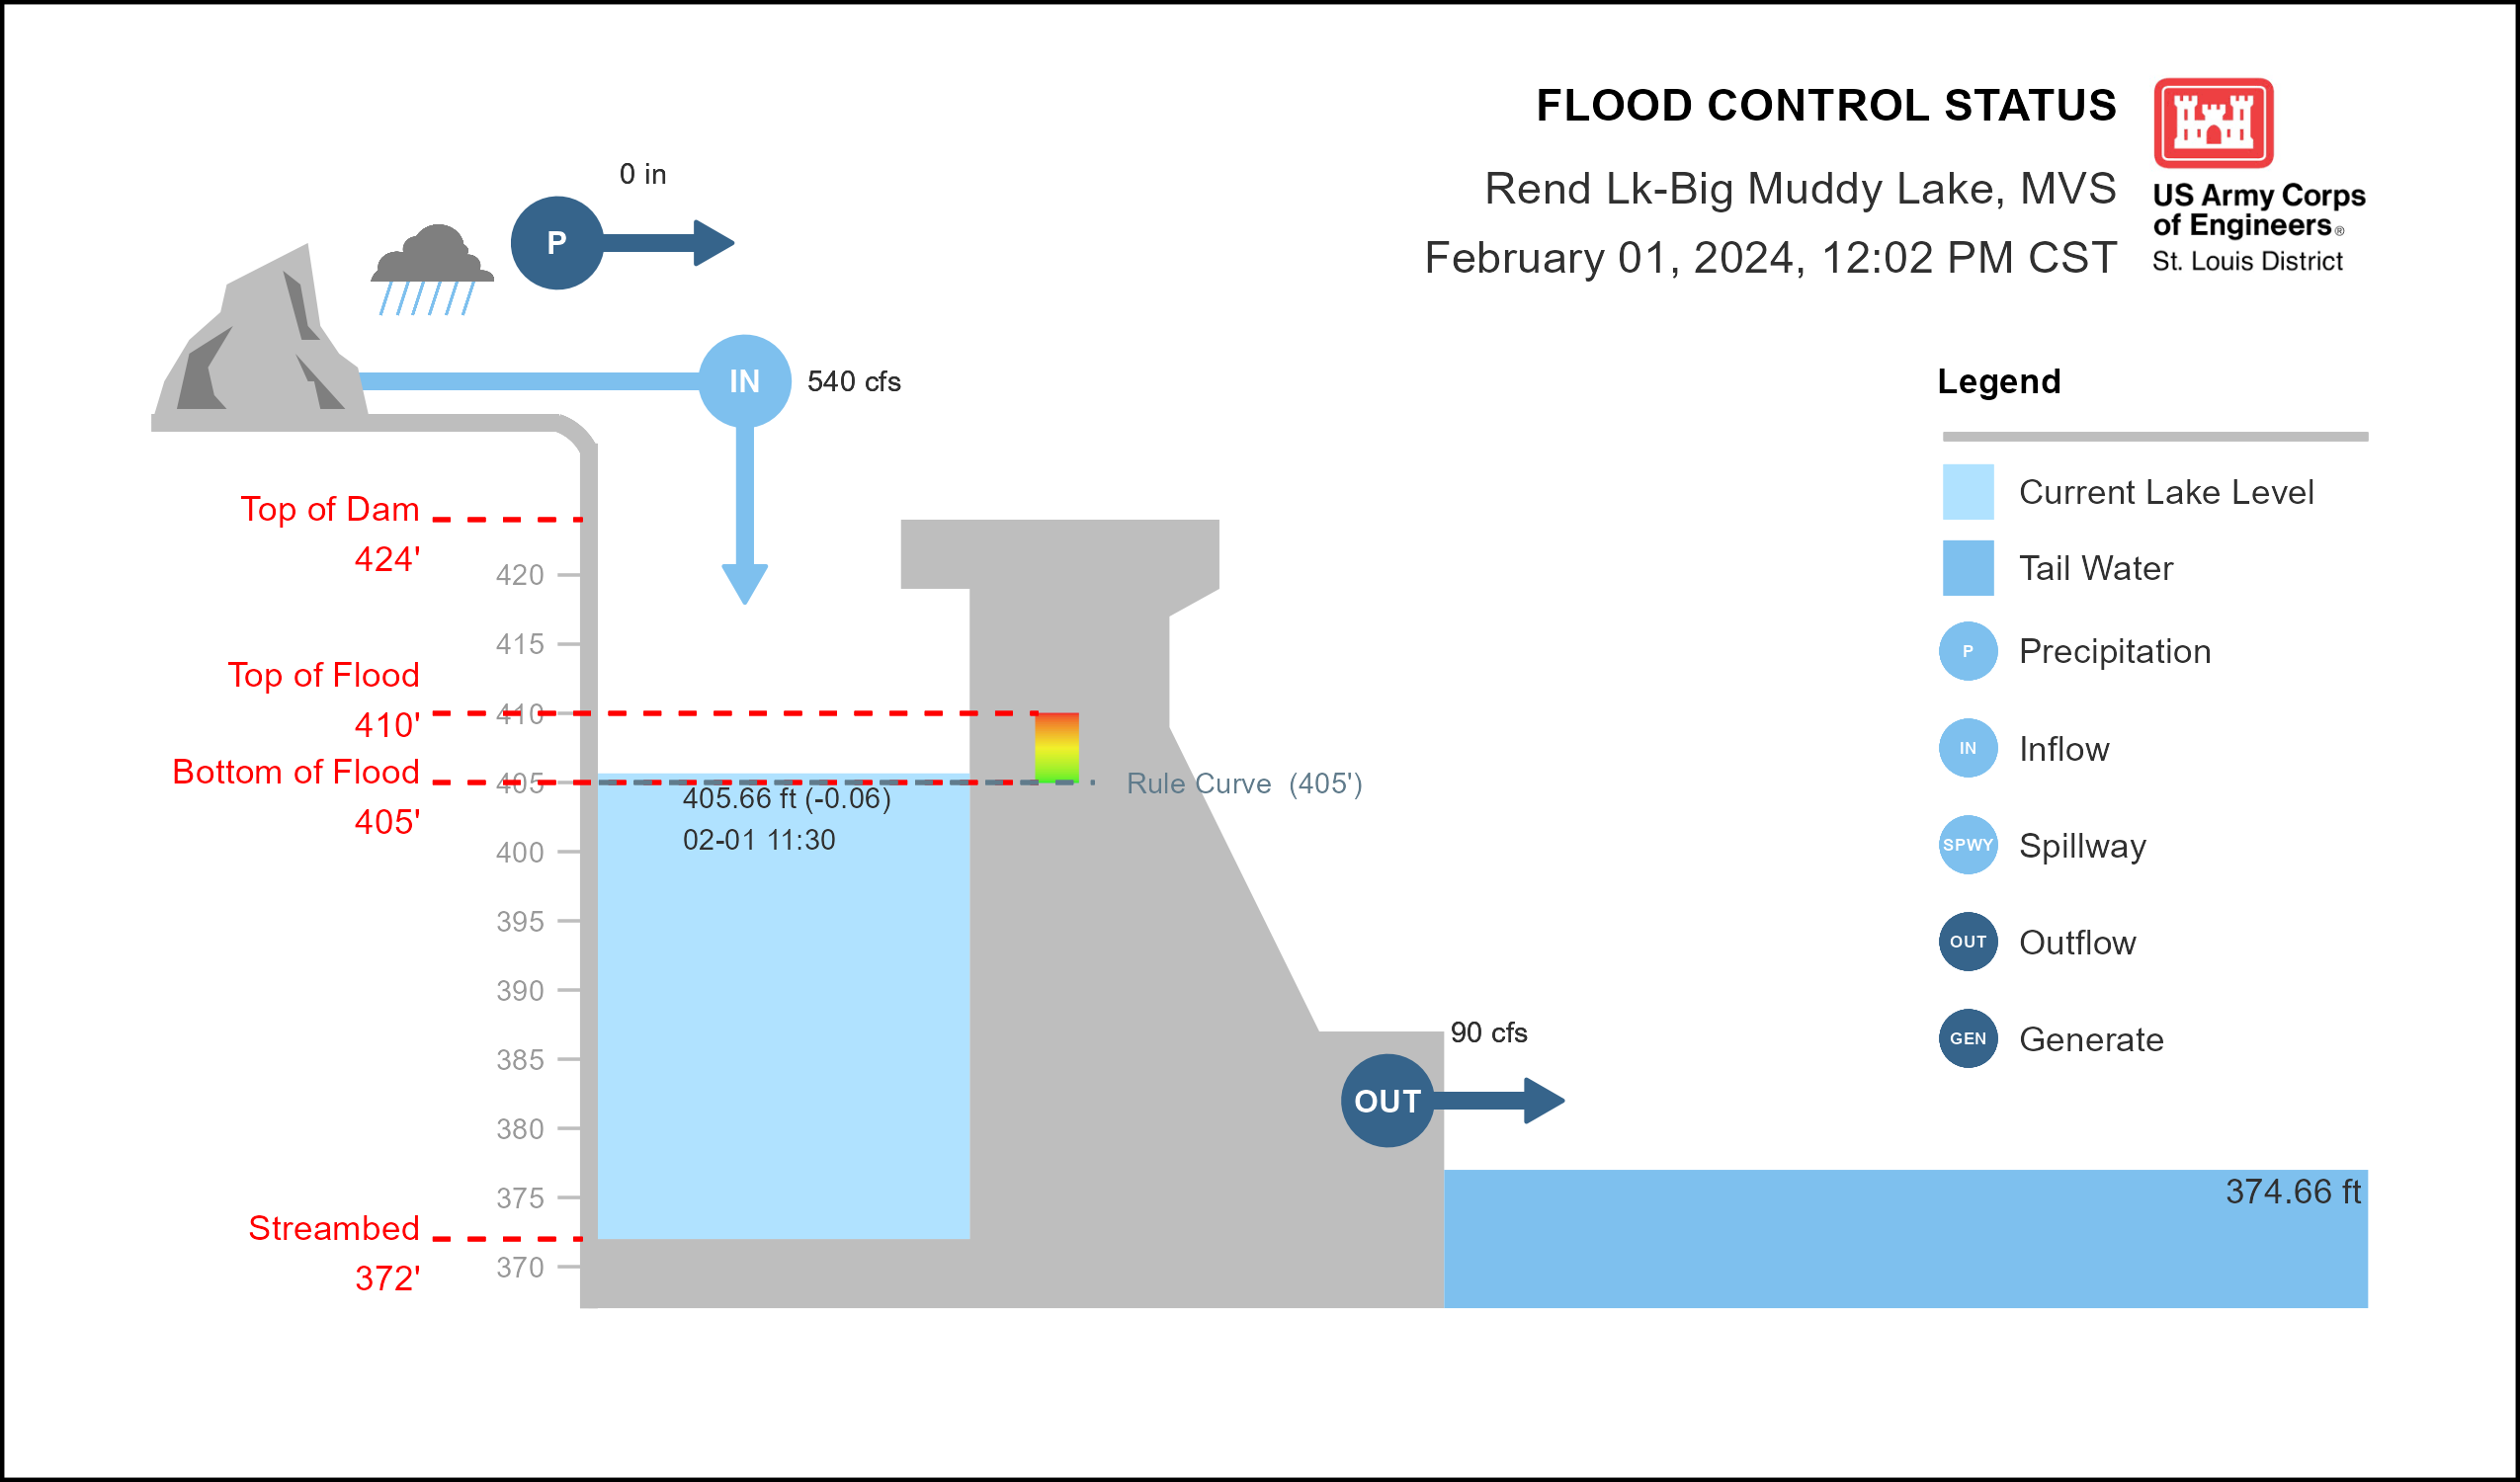 FLOOD CONTROL STATUS
Rend Lk-Big Muddy Lake, MVS
February 01, 2024, 12:02 PM CST
US Army Corps
of Engineers®
St. Louis District
0 in
P
IN
540 cfs
Legend
Current Lake Level
Tail Water
P Precipitation
IN Inflow
SPWY Spillway
OUT Outflow
GEN Generate
Top of Dam
424'
420
415
Top of Flood
410'
410
Bottom of Flood
405'
405
Rule Curve (405')
405.66 ft (-0.06)
02-01 11:30
400
395
390
385
380
375
Streambed
372'
370
90 cfs
OUT
374.66 ft